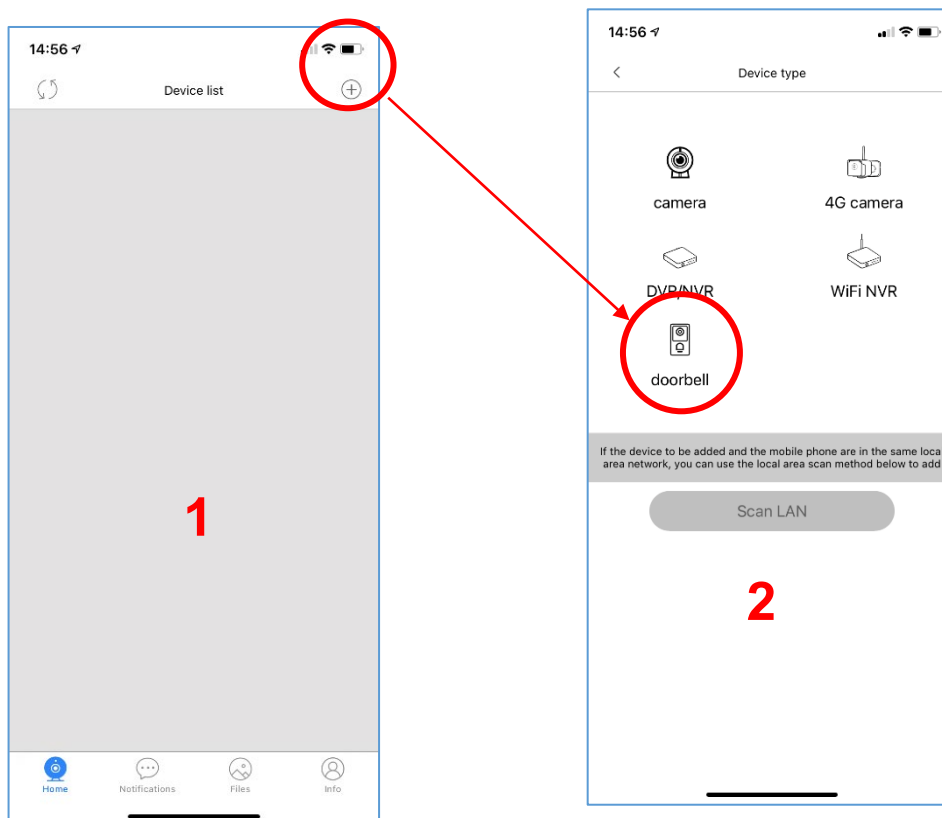 14:56
Device list
1
Home
Notifications
Files
Info
14:56
Device type
camera
4G camera
DVR/NVR
WiFi NVR
doorbell
If the device to be added and the mobile phone are in the same loca
area network, you can use the local area scan method below to add
Scan LAN
2